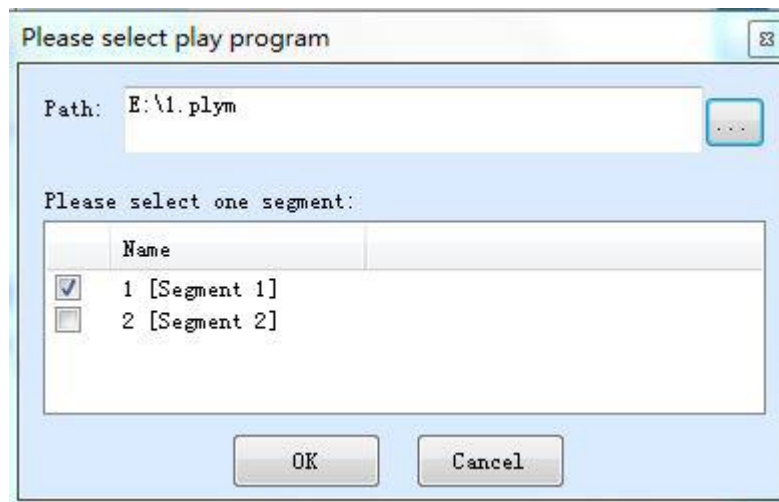 Please select play program
Path: E:\1.plym
...
Please select one segment:
Name
1 [Segment 1]
2 [Segment 2]
OK Cancel